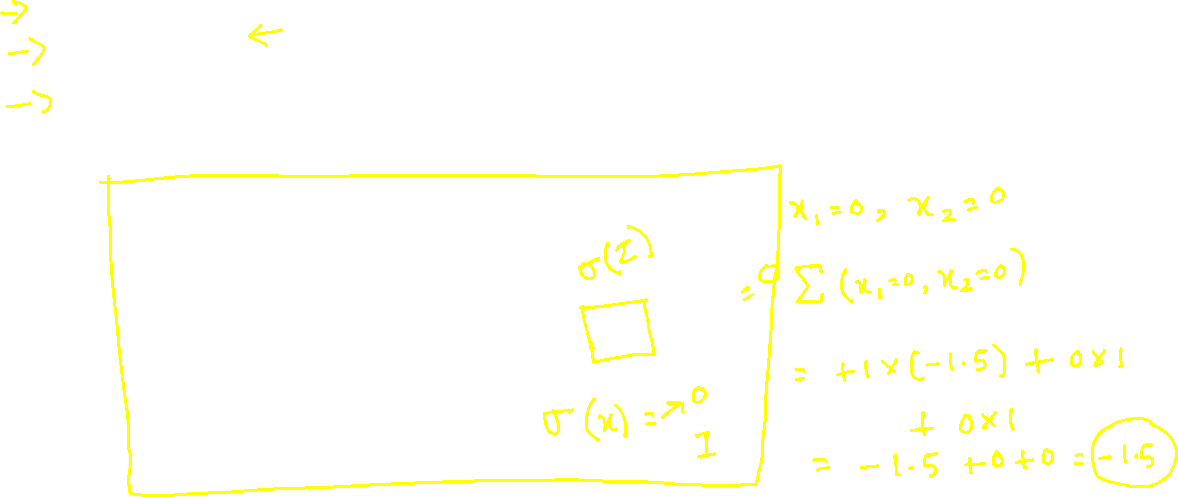 x₁=0, x₂=0
σ(I)
=0 Σ (x₁=0, x₂=0)
= +1×(-1.5) + 0×1
σ(x) = ↗ 0
I
+ 0×1
= -1.5 +0+0 = -1.5